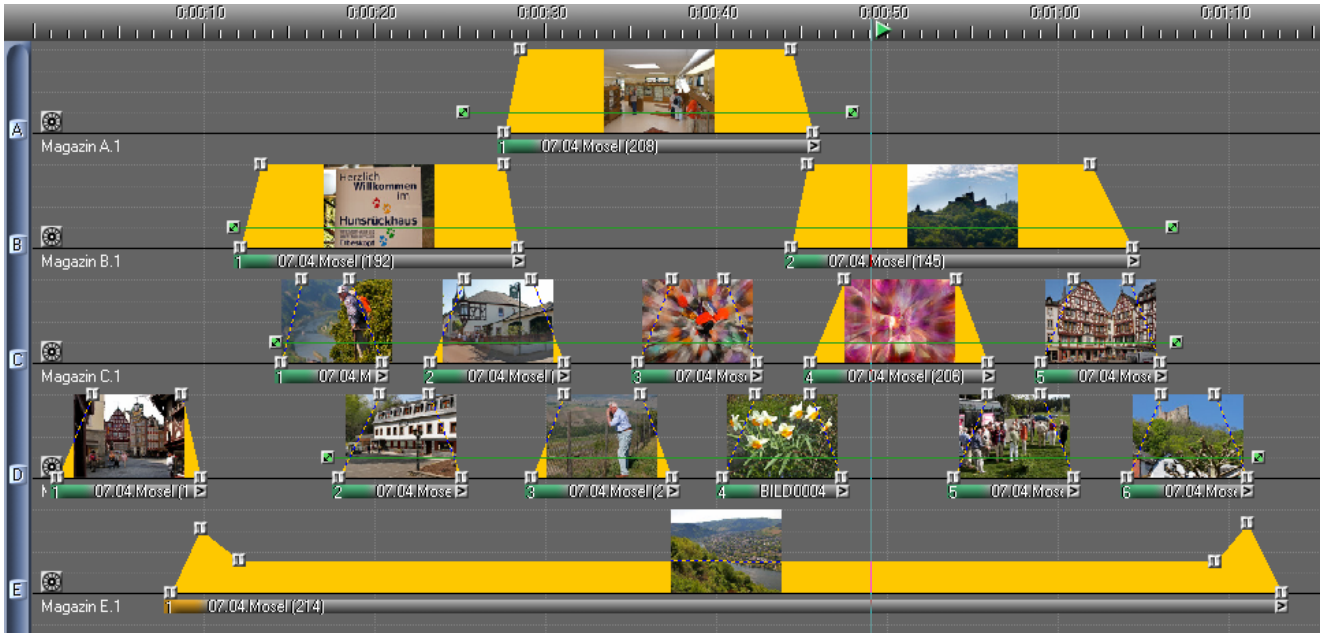 0:00:10 0:00:20 0:00:30 0:00:40 0:00:50 0:01:00 0:01:10
A
Magazin A.1
1 07.04.Mosel (208)
Herzlich
Willkommen
im
Hunsrückhaus
B
Magazin B.1
1 07.04.Mosel (192)
2 07.04.Mosel (145)
C
Magazin C.1
1 07.04.M
2 07.04.Mosel (
3 07.04.Mose
4 07.04.Mosel (206)
5 07.04.Mose
D
1 07.04.Mosel (1
2 07.04.Mose
3 07.04.Mosel (2
4 BILD0004
5 07.04.Mose
6 07.04.Mose
E
Magazin E.1
1 07.04.Mosel (214)